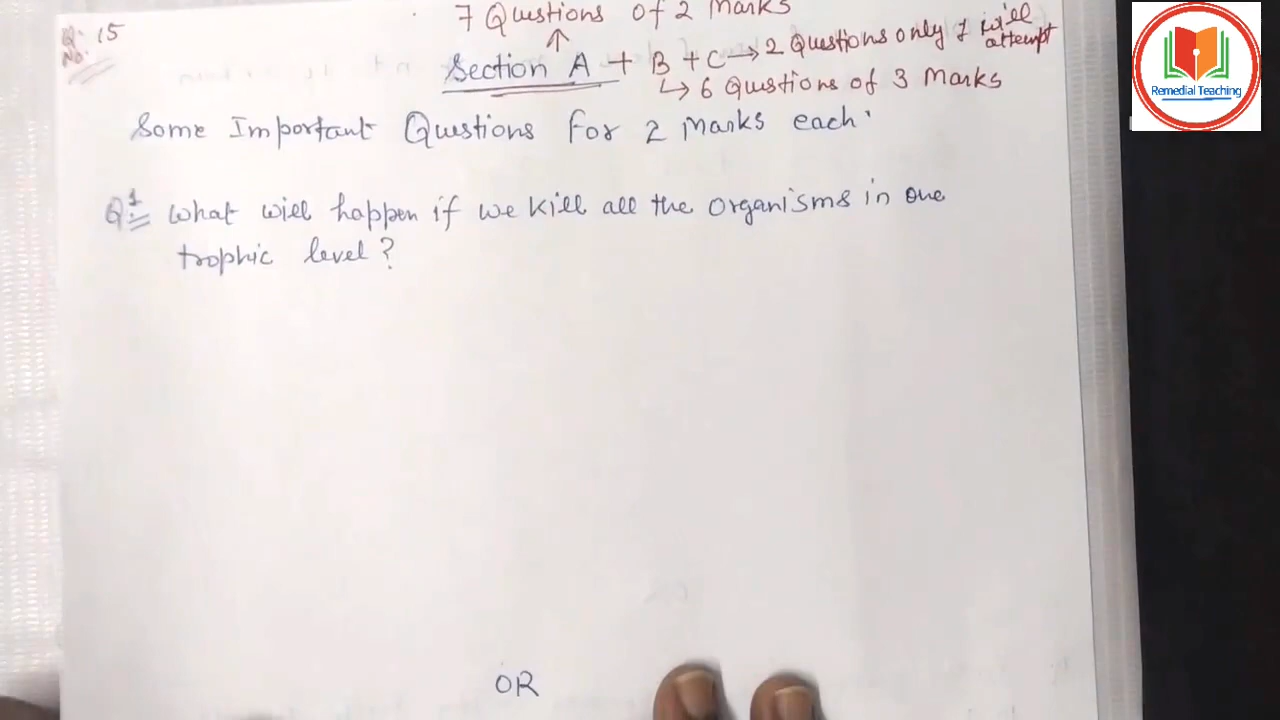 7 Questions of 2 Marks
Q. 15
No.
Section A + B + C → 2 Questions only 1 will attempt
↳ 6 Questions of 3 Marks
Some Important Questions for 2 Marks each.
Q1 What will happen if we kill all the organisms in one
trophic level?
OR
Remedial Teaching